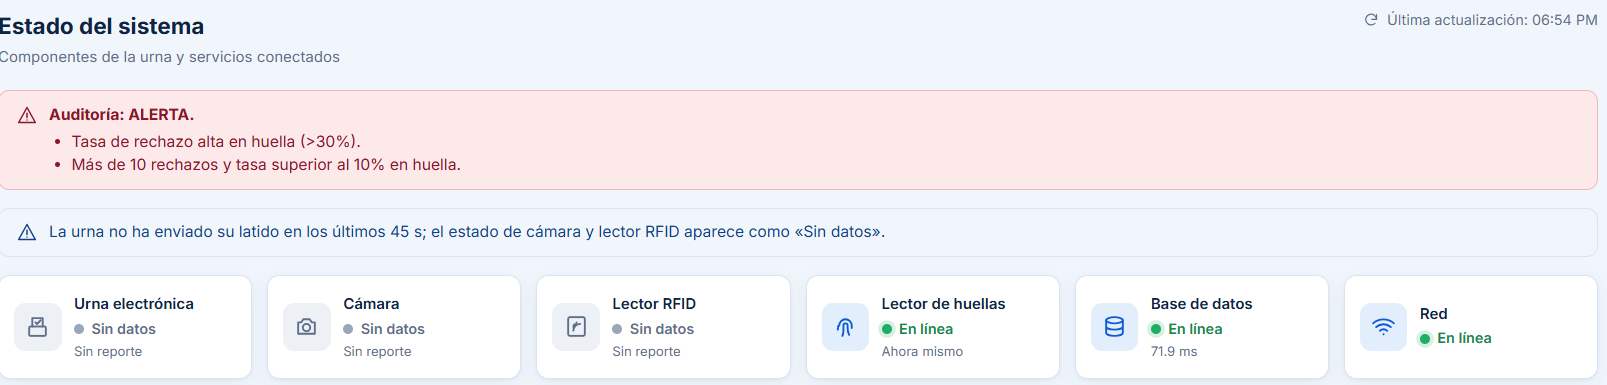 Estado del sistema
Última actualización: 06:54 PM
Componentes de la urna y servicios conectados
Auditoría: ALERTA.
• Tasa de rechazo alta en huella (>30%).
• Más de 10 rechazos y tasa superior al 10% en huella.
La urna no ha enviado su latido en los últimos 45 s; el estado de cámara y lector RFID aparece como «Sin datos».
Urna electrónica
Sin datos
Sin reporte
Cámara
Sin datos
Sin reporte
Lector RFID
Sin datos
Sin reporte
Lector de huellas
En línea
Ahora mismo
Base de datos
En línea
71.9 ms
Red
En línea